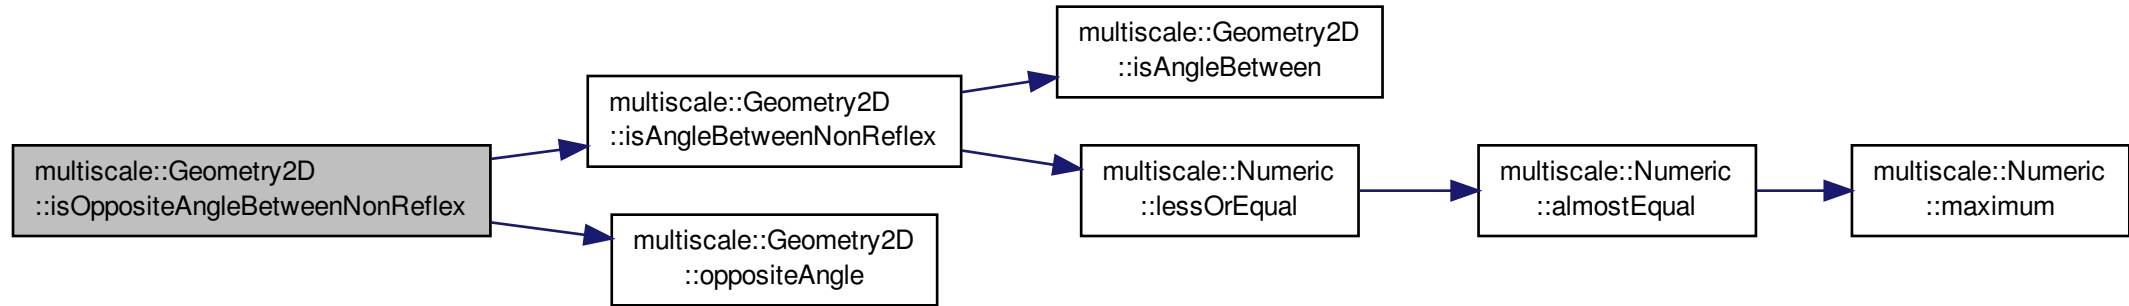 multiscale::Geometry2D
::isOppositeAngleBetweenNonReflex
multiscale::Geometry2D
::isAngleBetweenNonReflex
multiscale::Geometry2D
::oppositeAngle
multiscale::Geometry2D
::isAngleBetween
multiscale::Numeric
::lessOrEqual
multiscale::Numeric
::almostEqual
multiscale::Numeric
::maximum